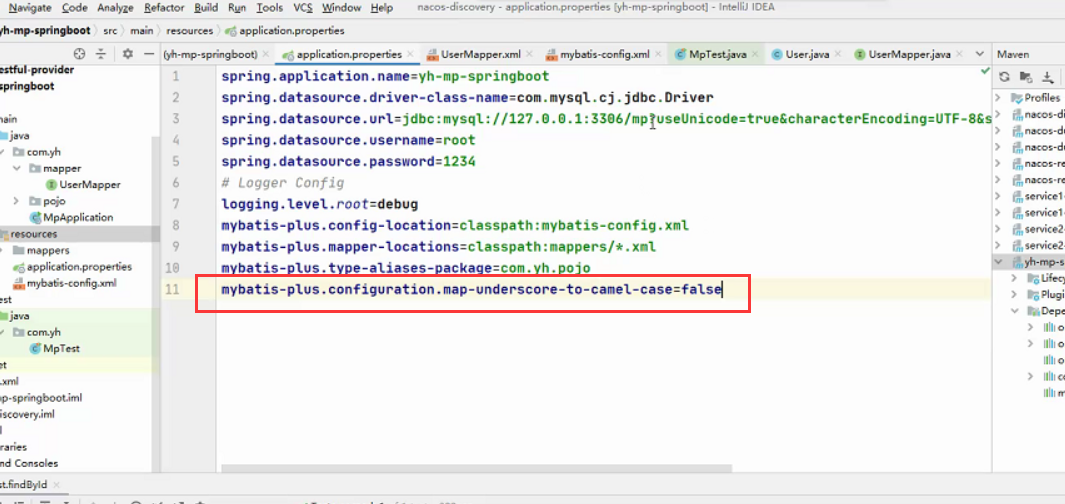 Navigate Code Analyze Refactor Build Run Tools VCS Window Help nacos-discovery - application.properties [yh-mp-springboot] - IntelliJ IDEA
yh-mp-springboot src main resources application.properties
(yh-mp-springboot) application.properties UserMapper.xml mybatis-config.xml MpTest.java User.java UserMapper.java Maven
estful-provider
springboot
java
com.yh
mapper
UserMapper
pojo
MpApplication
resources
mappers
application.properties
mybatis-config.xml
java
com.yh
MpTest
.xml
np-springboot.iml
iscovery.iml
raries
nd Consoles
1 spring.application.name=yh-mp-springboot
2 spring.datasource.driver-class-name=com.mysql.cj.jdbc.Driver
3 spring.datasource.url=jdbc:mysql://127.0.0.1:3306/mp?useUnicode=true&characterEncoding=UTF-8&s
4 spring.datasource.username=root
5 spring.datasource.password=1234
6 # Logger Config
7 logging.level.root=debug
8 mybatis-plus.config-location=classpath:mybatis-config.xml
9 mybatis-plus.mapper-locations=classpath:mappers/*.xml
10 mybatis-plus.type-aliases-package=com.yh.pojo
11 mybatis-plus.configuration.map-underscore-to-camel-case=false
Profiles
nacos-di
nacos-du
nacos-du
nacos-re
nacos-re
service1
service1
service2
service2
yh-mp-s
Lifecy
Plugin
Depe
st.findById